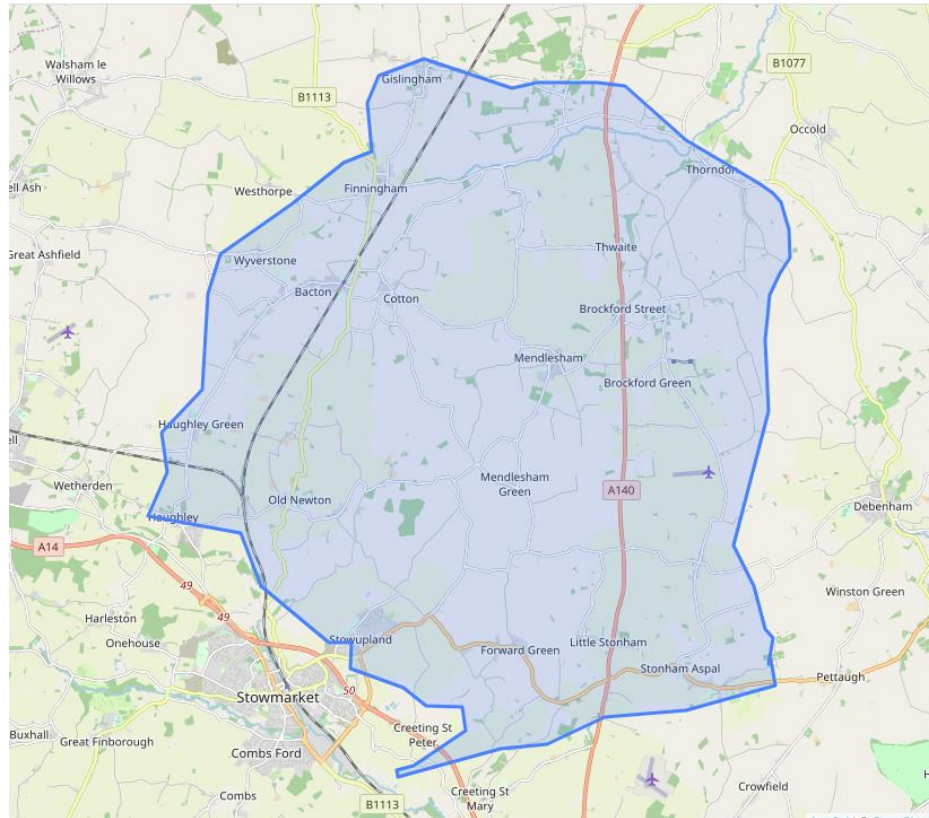 Walsham le
Willows
Gislingham
B1077
B1113
Occold
Thorndon
Westhorpe
Finningham
Great Ashfield
Wyverstone
Thwaite
Bacton
Cotton
Brockford Street
Mendlesham
Brockford Green
Haughley Green
Wetherden
Mendlesham
Green
Old Newton
A140
Haughley
Debenham
A14
49
Winston Green
49
Harleston
Onehouse
Stowupland
Forward Green
Little Stonham
Stonham Aspal
Pettaugh
50
Stowmarket
Buxhall
Great Finborough
Creeting St
Peter
Combs Ford
Combs
B1113
Creeting St
Mary
Crowfield